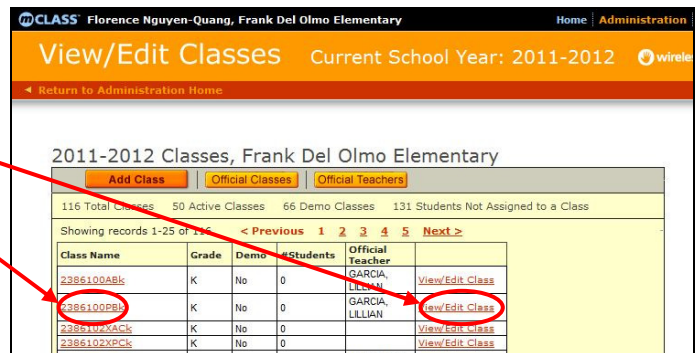 mCLASS® Florence Nguyen-Quang, Frank Del Olmo Elementary Home Administration
View/Edit Classes Current School Year: 2011-2012 wirele
◄ Return to Administration Home
2011-2012 Classes, Frank Del Olmo Elementary
Add Class Official Classes Official Teachers
116 Total Classes 50 Active Classes 66 Demo Classes 131 Students Not Assigned to a Class
Showing records 1-25 of 116 < Previous 1 2 3 4 5 Next >
Class Name Grade Demo #Students Official Teacher
2386100ABk K No 0 GARCIA, LILLIAN View/Edit Class
2386100PBk K No 0 GARCIA, LILLIAN View/Edit Class
2386102XACk K No 0 View/Edit Class
2386102XPCk K No 0 View/Edit Class